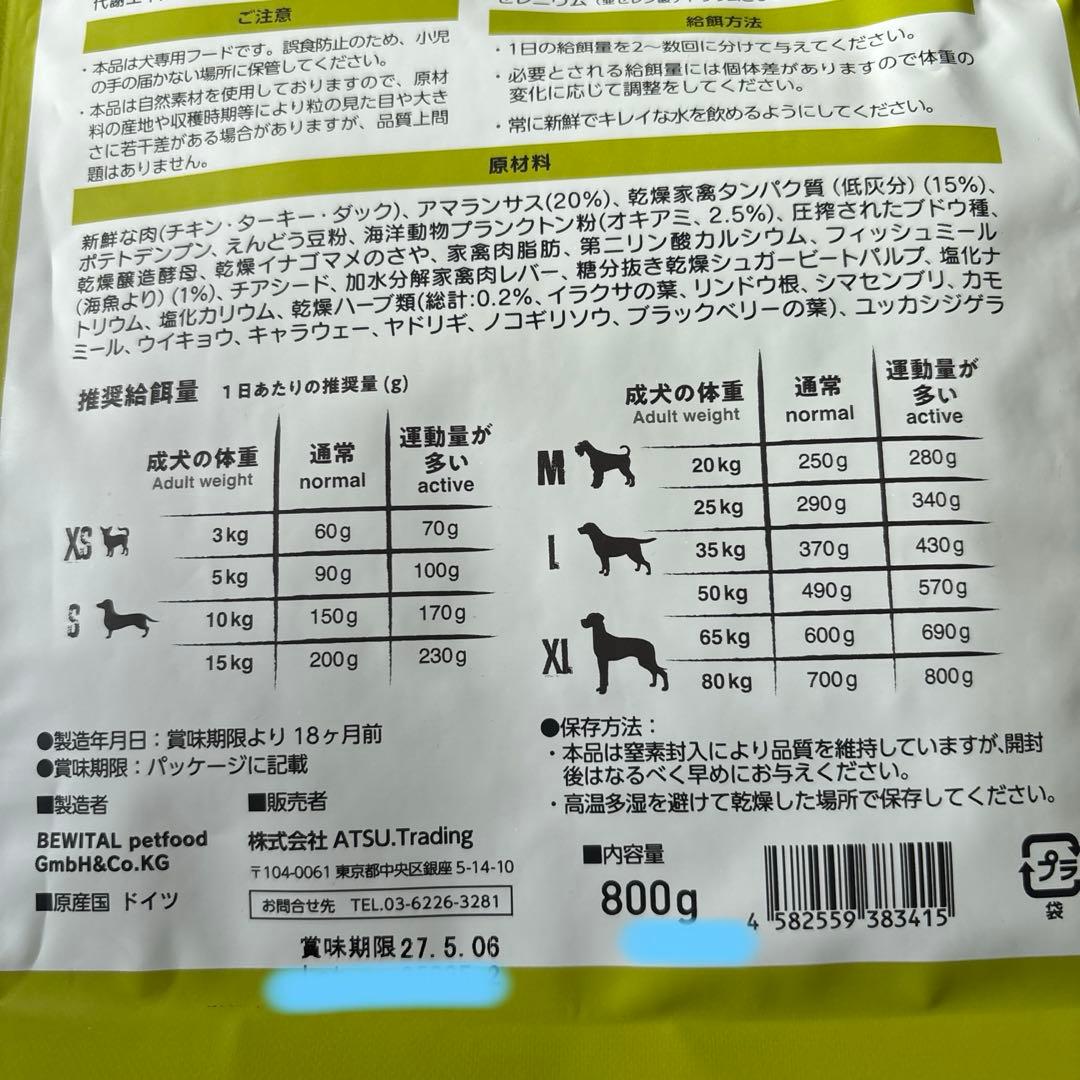 ご注意
・本品は犬専用フードです。誤食防止のため、小児
の手の届かない場所に保管してください。
・本品は自然素材を使用しておりますので、原材
料の産地や収穫時期等により粒の見た目や大き
さに若干差がある場合がありますが、品質上問
題はありません。
給餌方法
・1日の給餌量を2〜数回に分けて与えてください。
・必要とされる給餌量には個体差がありますので体重の
変化に応じて調整をしてください。
・常に新鮮でキレイな水を飲めるようにしてください。
原材料
新鮮な肉(チキン・ターキー・ダック)、アマランサス(20%)、乾燥家禽タンパク質(低灰分)(15%)、
ポテトデンプン、えんどう豆粉、海洋動物プランクトン粉(オキアミ、2.5%)、圧搾されたブドウ種、
乾燥醸造酵母、乾燥イナゴマメのさや、家禽肉脂肪、第二リン酸カルシウム、フィッシュミール
(海魚より)(1%)、チアシード、加水分解家禽肉レバー、糖分抜き乾燥シュガービートパルプ、塩化ナ
トリウム、塩化カリウム、乾燥ハーブ類(総計:0.2%、イラクサの葉、リンドウ根、シマセンブリ、カモ
ミール、ウイキョウ、キャラウェー、ヤドリギ、ノコギリソウ、ブラックベリーの葉)、ユッカシジゲラ
推奨給餌量 1日あたりの推奨量(g)
成犬の体重 通常 運動量が
多い
Adult weight normal active
XS 3kg 60g 70g
5kg 90g 100g
S 10kg 150g 170g
15kg 200g 230g
成犬の体重 通常 運動量が
多い
Adult weight normal active
M 20kg 250g 280g
25kg 290g 340g
L 35kg 370g 430g
50kg 490g 570g
XL 65kg 600g 690g
80kg 700g 800g
●製造年月日：賞味期限より18ヶ月前
●賞味期限：パッケージに記載
■製造者
BEWITAL petfood
GmbH&Co.KG
■原産国 ドイツ
■販売者
株式会社 ATSU.Trading
〒104-0061 東京都中央区銀座 5-14-10
お問合せ先 TEL.03-6226-3281
賞味期限27.5.06
●保存方法：
・本品は窒素封入により品質を維持していますが、開封
後はなるべく早めにお与えください。
・高温多湿を避けて乾燥した場所で保存してください。
■内容量
800g
4 582559 383415
プラ
袋